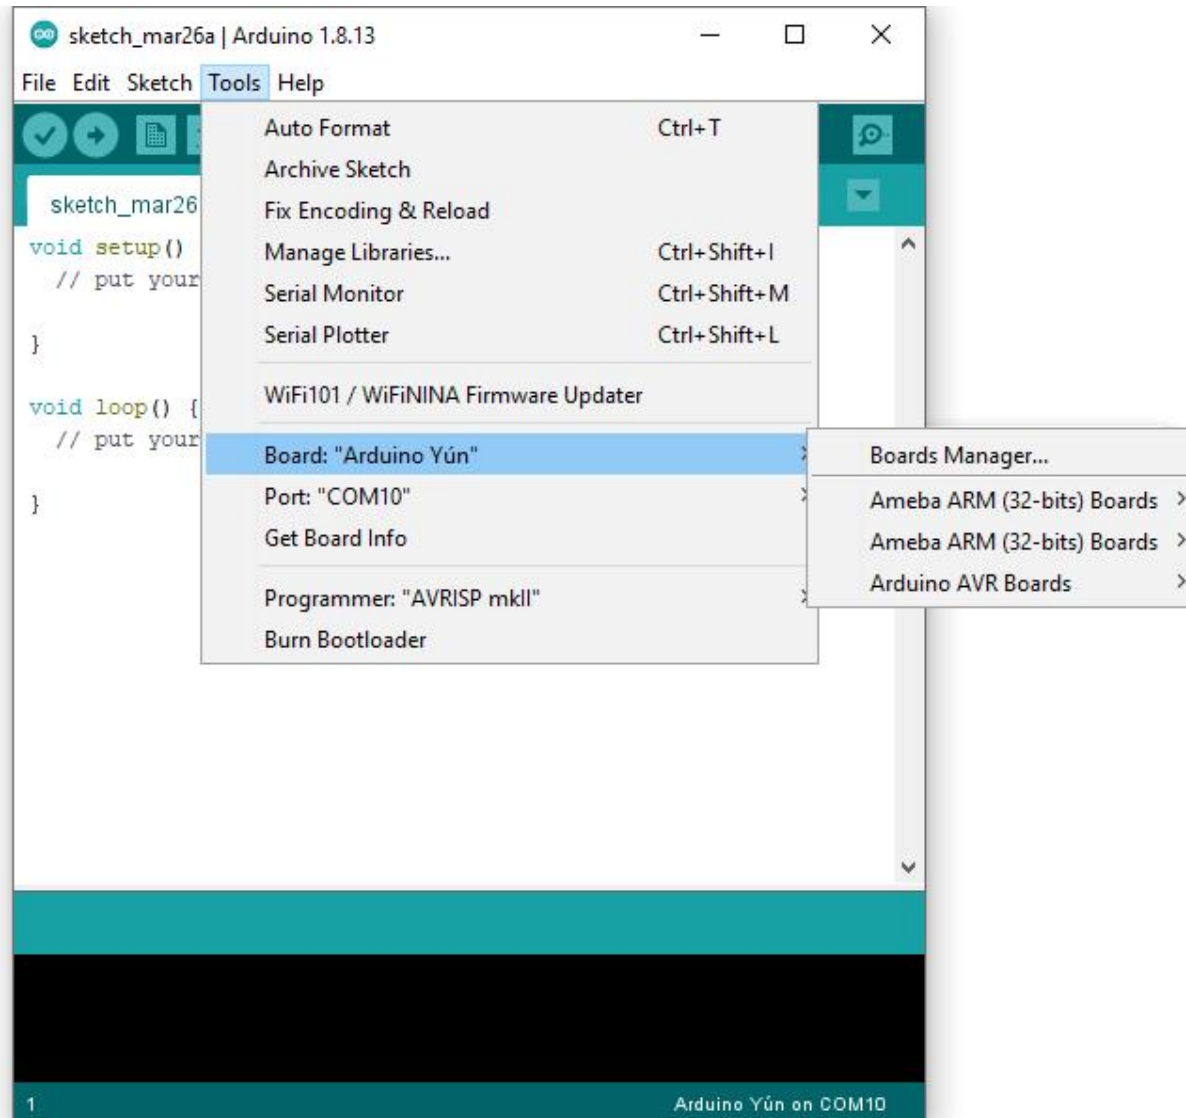 sketch_mar26a | Arduino 1.8.13
File Edit Sketch Tools Help
sketch_mar26
void setup()
// put your
}
void loop() {
// put your
}
Auto Format Ctrl+T
Archive Sketch
Fix Encoding & Reload
Manage Libraries... Ctrl+Shift+I
Serial Monitor Ctrl+Shift+M
Serial Plotter Ctrl+Shift+L
WiFi101 / WiFiNINA Firmware Updater
Board: "Arduino Yún"
Port: "COM10"
Get Board Info
Programmer: "AVRISP mkII"
Burn Bootloader
Boards Manager...
Ameba ARM (32-bits) Boards
Ameba ARM (32-bits) Boards
Arduino AVR Boards
1 Arduino Yún on COM10